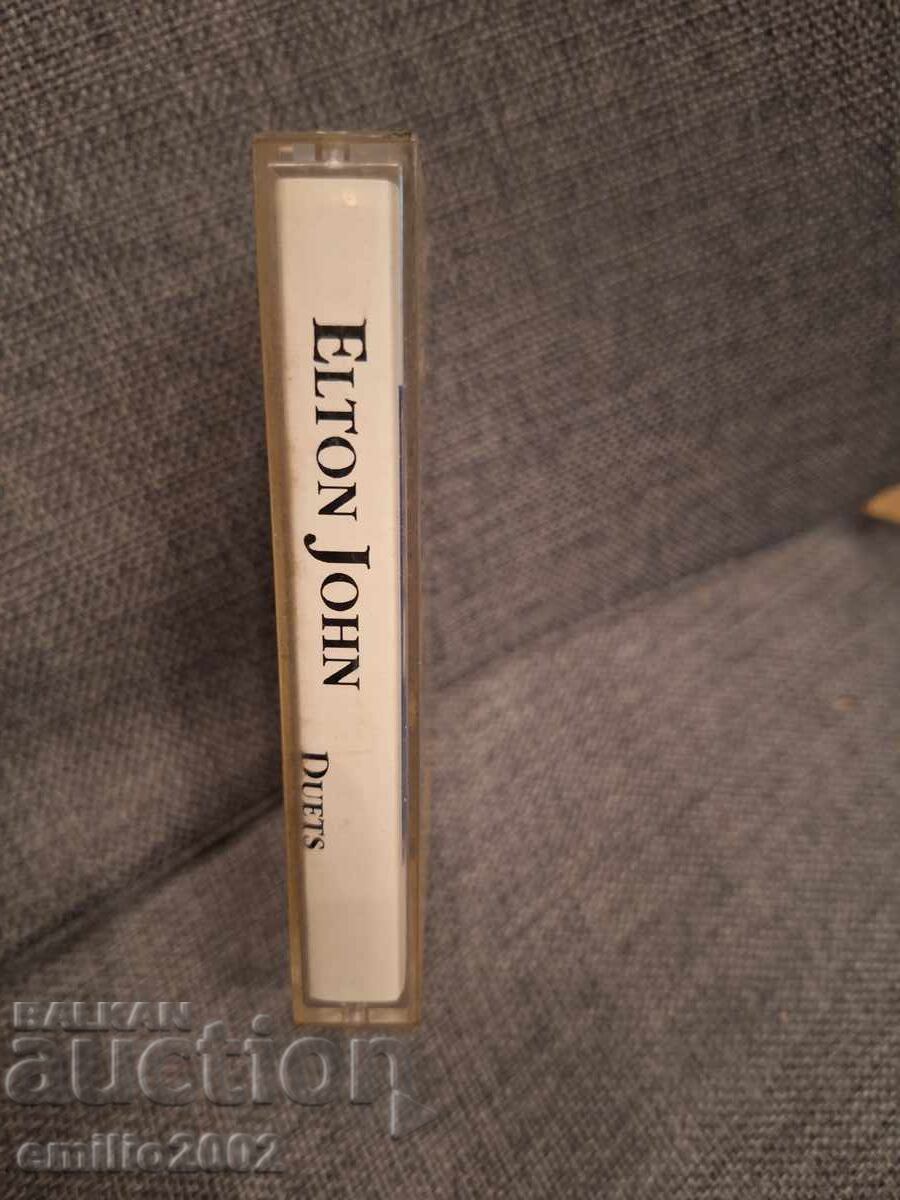 ELTON JOHN
DUETS
BALKAN
auction
emilio2002